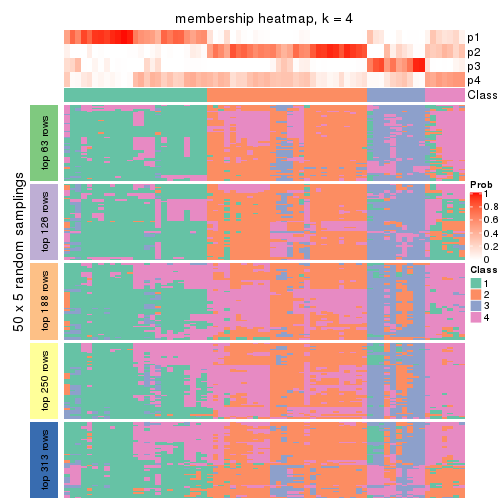 membership heatmap, k = 4
p1
p2
p3
p4
Class
50 x 5 random samplings
top 63 rows
top 126 rows
top 188 rows
top 250 rows
top 313 rows
Prob
1
0.8
0.6
0.4
0.2
0
Class
1
2
3
4